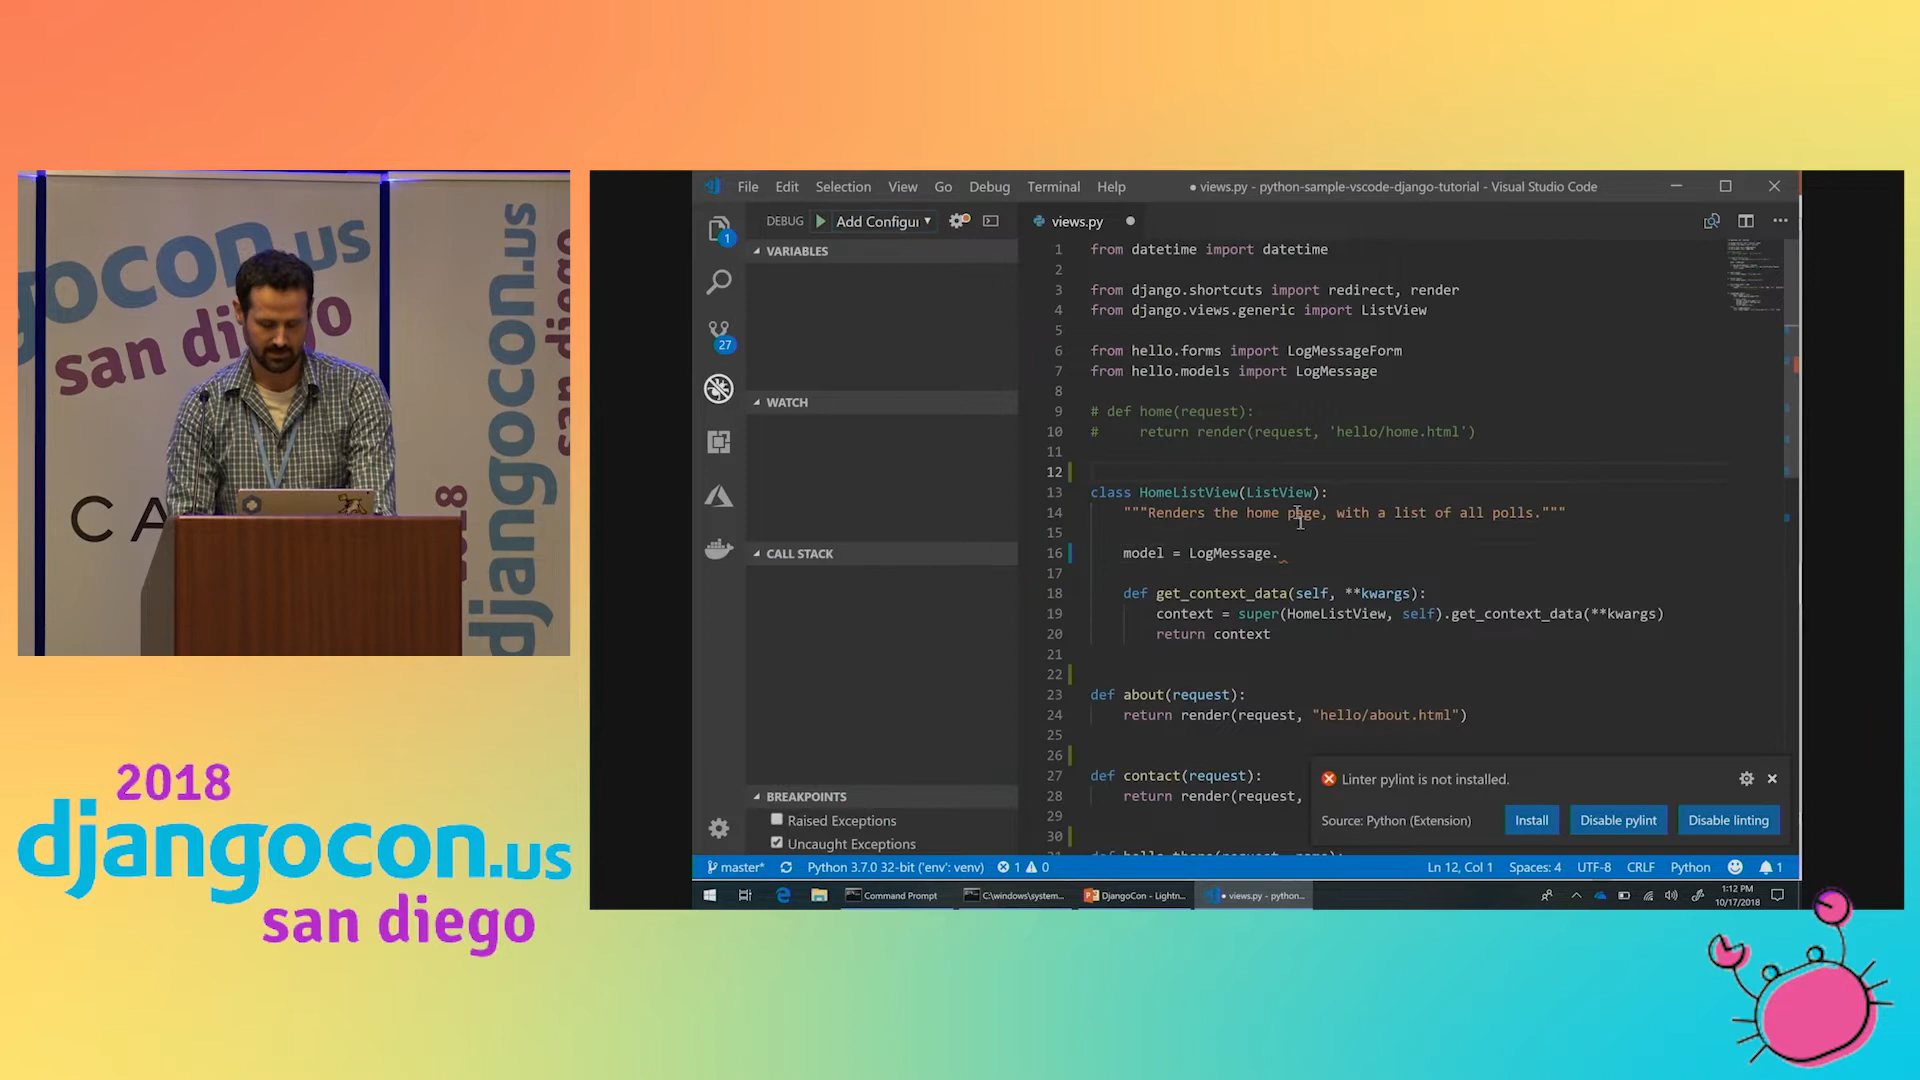 djangocon.us
san diego
djangocon.us
san diego
CA
2018
2018
djangocon.us
san diego
File Edit Selection View Go Debug Terminal Help
● views.py - python-sample-vscode-django-tutorial - Visual Studio Code
DEBUG Add Configu
views.py
VARIABLES
WATCH
CALL STACK
BREAKPOINTS
Raised Exceptions
Uncaught Exceptions
1
27
1 from datetime import datetime
2
3 from django.shortcuts import redirect, render
4 from django.views.generic import ListView
5
6 from hello.forms import LogMessageForm
7 from hello.models import LogMessage
8
9 # def home(request):
10 #     return render(request, 'hello/home.html')
11
12
13 class HomeListView(ListView):
14     """Renders the home page, with a list of all polls."""
15
16     model = LogMessage.
17
18     def get_context_data(self, **kwargs):
19         context = super(HomeListView, self).get_context_data(**kwargs)
20         return context
21
22
23 def about(request):
24     return render(request, "hello/about.html")
25
26
27 def contact(request):
28     return render(request,
29
30
Linter pylint is not installed.
Source: Python (Extension) Install Disable pylint Disable linting
master* Python 3.7.0 32-bit ('env': venv) 1 0 Ln 12, Col 1 Spaces: 4 UTF-8 CRLF Python 1
Command Prompt C:\windows\system... DjangoCon - Lightn... ● views.py - python... 1:12 PM
10/17/2018